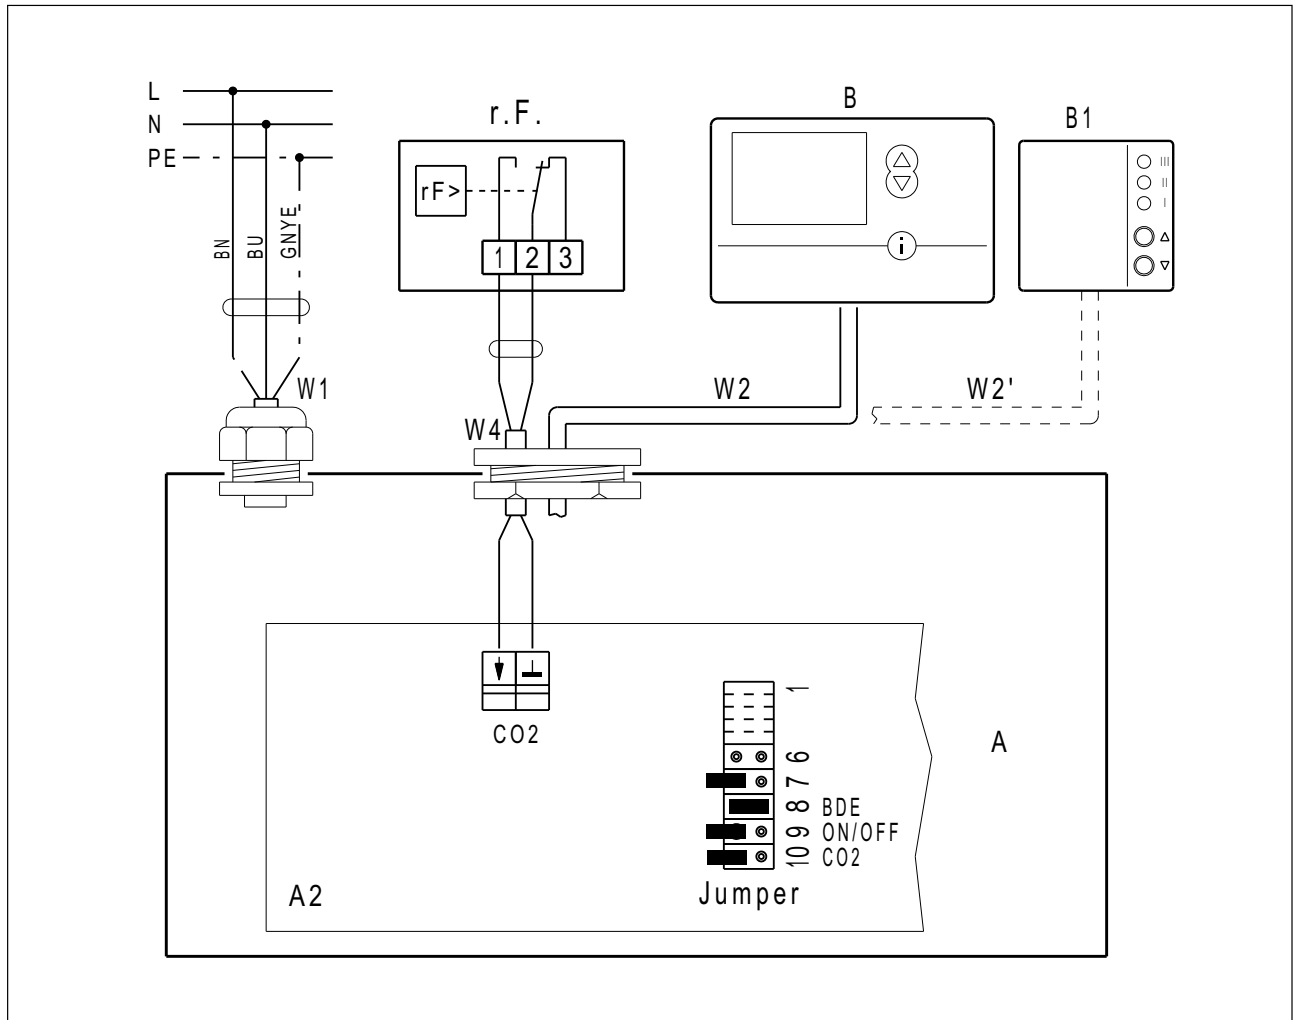 L
N
PE
BN
BU
GNYE
W1
r.F.
rF>
1 2 3
B
i
B1
III
II
I
W2
W2'
W4
CO2
A
1
6
7
8 BDE
9 ON/OFF
10 CO2
Jumper
A2